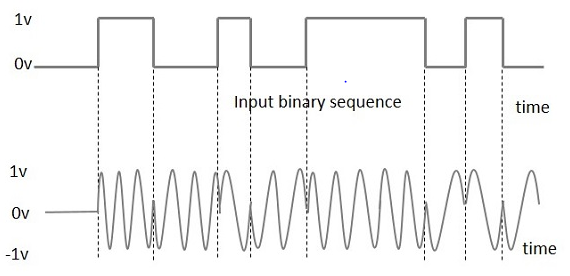 1v
0v
Input binary sequence
time
1v
0v
-1v
time